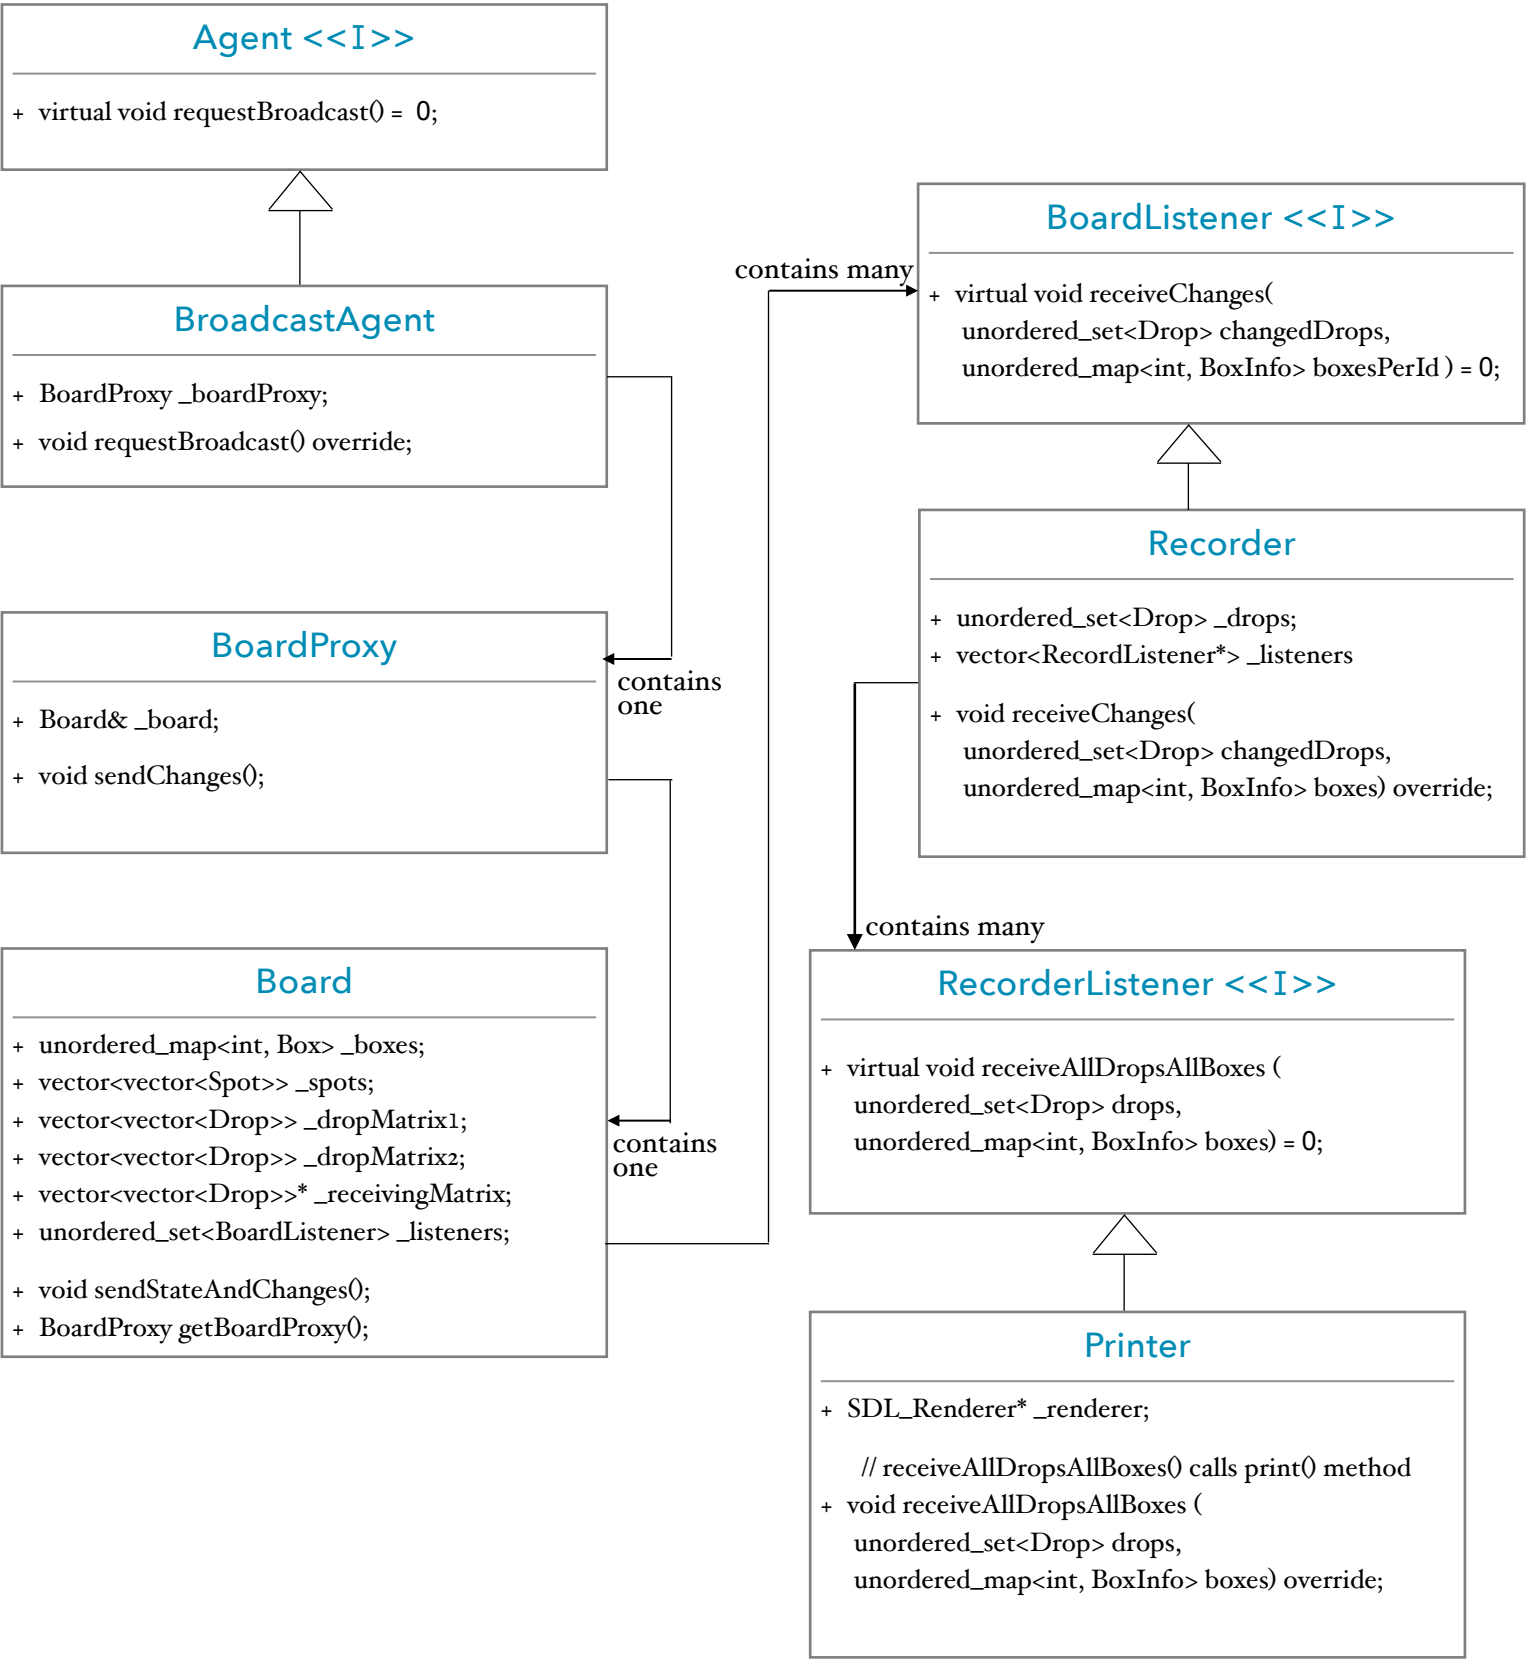 Agent <<I>>
+ virtual void requestBroadcast() = 0;
BroadcastAgent
+ BoardProxy _boardProxy;
+ void requestBroadcast() override;
BoardProxy
contains
one
+ Board& _board;
+ void sendChanges();
Board
+ unordered_map<int, Box> _boxes;
+ vector<vector<Spot>> _spots;
+ vector<vector<Drop>> _dropMatrix1;
+ vector<vector<Drop>> _dropMatrix2;
+ vector<vector<Drop>>* _receivingMatrix;
+ unordered_set<BoardListener> _listeners;
+ void sendStateAndChanges();
+ BoardProxy getBoardProxy();
contains
one
contains many
BoardListener <<I>>
+ virtual void receiveChanges(
unordered_set<Drop> changedDrops,
unordered_map<int, BoxInfo> boxesPerId ) = 0;
Recorder
+ unordered_set<Drop> _drops;
+ vector<RecordListener*> _listeners
+ void receiveChanges(
unordered_set<Drop> changedDrops,
unordered_map<int, BoxInfo> boxes) override;
contains many
RecorderListener <<I>>
+ virtual void receiveAllDropsAllBoxes (
unordered_set<Drop> drops,
unordered_map<int, BoxInfo> boxes) = 0;
Printer
+ SDL_Renderer* _renderer;
// receiveAllDropsAllBoxes() calls print() method
+ void receiveAllDropsAllBoxes (
unordered_set<Drop> drops,
unordered_map<int, BoxInfo> boxes) override;